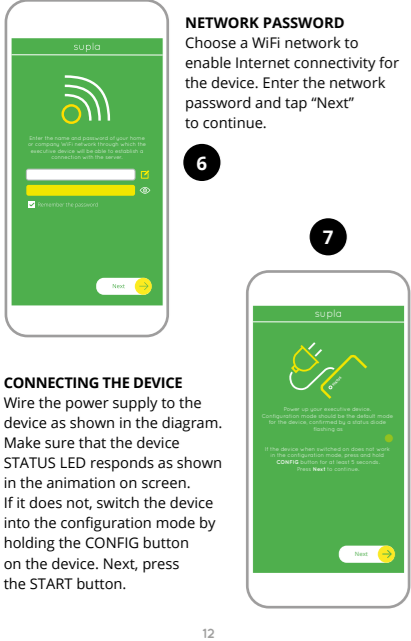 supla
Enter the name and password of your home
or company WiFi network through which the
executive device will be able to establish a
connection with the server.
Remember the password
Next
NETWORK PASSWORD
Choose a WiFi network to
enable Internet connectivity for
the device. Enter the network
password and tap “Next”
to continue.
6
7
CONNECTING THE DEVICE
Wire the power supply to the
device as shown in the diagram.
Make sure that the device
STATUS LED responds as shown
in the animation on screen.
If it does not, switch the device
into the configuration mode by
holding the CONFIG button
on the device. Next, press
the START button.
supla
Power up your executive device.
Configuration mode should be the default mode
for the device, confirmed by a status diode
flashing as:
If the device when switched on does not work
in the configuration mode, press and hold
CONFIG button for at least 5 seconds.
Press Next to continue.
Next
12